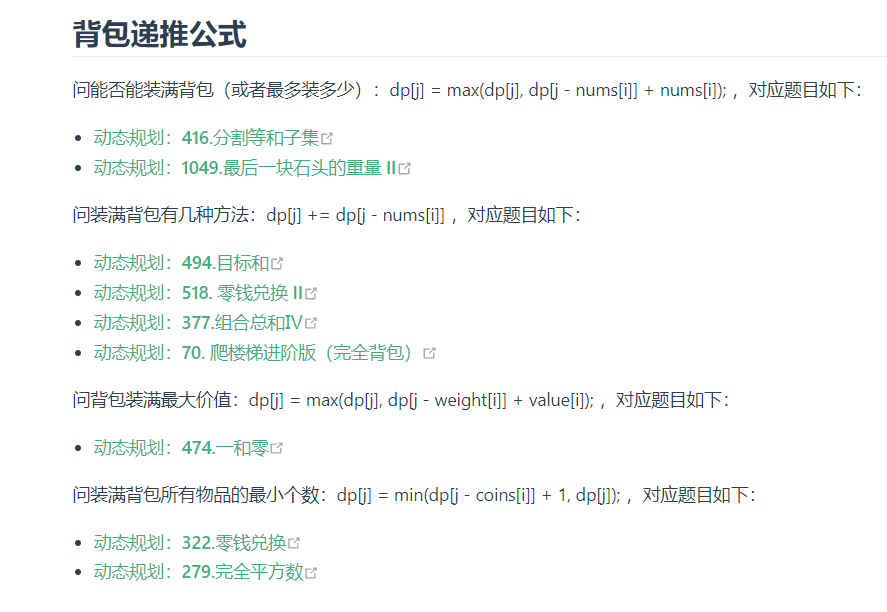 背包递推公式
问能否能装满背包（或者最多装多少）：dp[j] = max(dp[j], dp[j - nums[i]] + nums[i]); ，对应题目如下：
动态规划：416.分割等和子集
动态规划：1049.最后一块石头的重量 II
问装满背包有几种方法：dp[j] += dp[j - nums[i]] ，对应题目如下：
动态规划：494.目标和
动态规划：518. 零钱兑换 II
动态规划：377.组合总和Ⅳ
动态规划：70. 爬楼梯进阶版（完全背包）
问背包装满最大价值：dp[j] = max(dp[j], dp[j - weight[i]] + value[i]); ，对应题目如下：
动态规划：474.一和零
问装满背包所有物品的最小个数：dp[j] = min(dp[j - coins[i]] + 1, dp[j]); ，对应题目如下：
动态规划：322.零钱兑换
动态规划：279.完全平方数